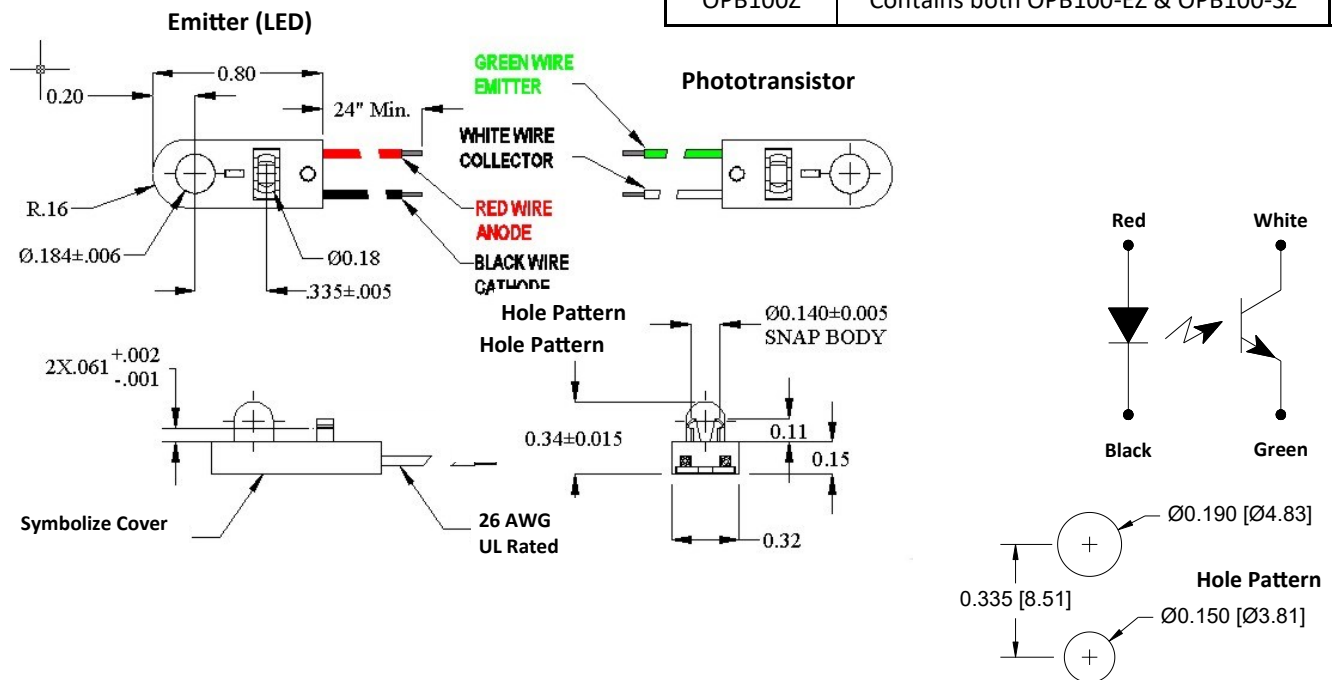 OPB100Z
Contains both OPB100-EZ & OPB100-SZ
Emitter (LED)
0.80
0.20
24" Min.
GREEN WIRE
EMITTER
Phototransistor
WHITE WIRE
COLLECTOR
R.16
RED WIRE
ANODE
Ø.184±.006
Ø0.18
BLACK WIRE
CATHODE
.335±.005
Red
White
Hole Pattern
Hole Pattern
Ø0.140±0.005
SNAP BODY
2X.061 +.002
-.001
0.34±0.015
0.11
0.15
Black
Green
Symbolize Cover
26 AWG
UL Rated
0.32
Ø0.190 [Ø4.83]
Hole Pattern
0.335 [8.51]
Ø0.150 [Ø3.81]